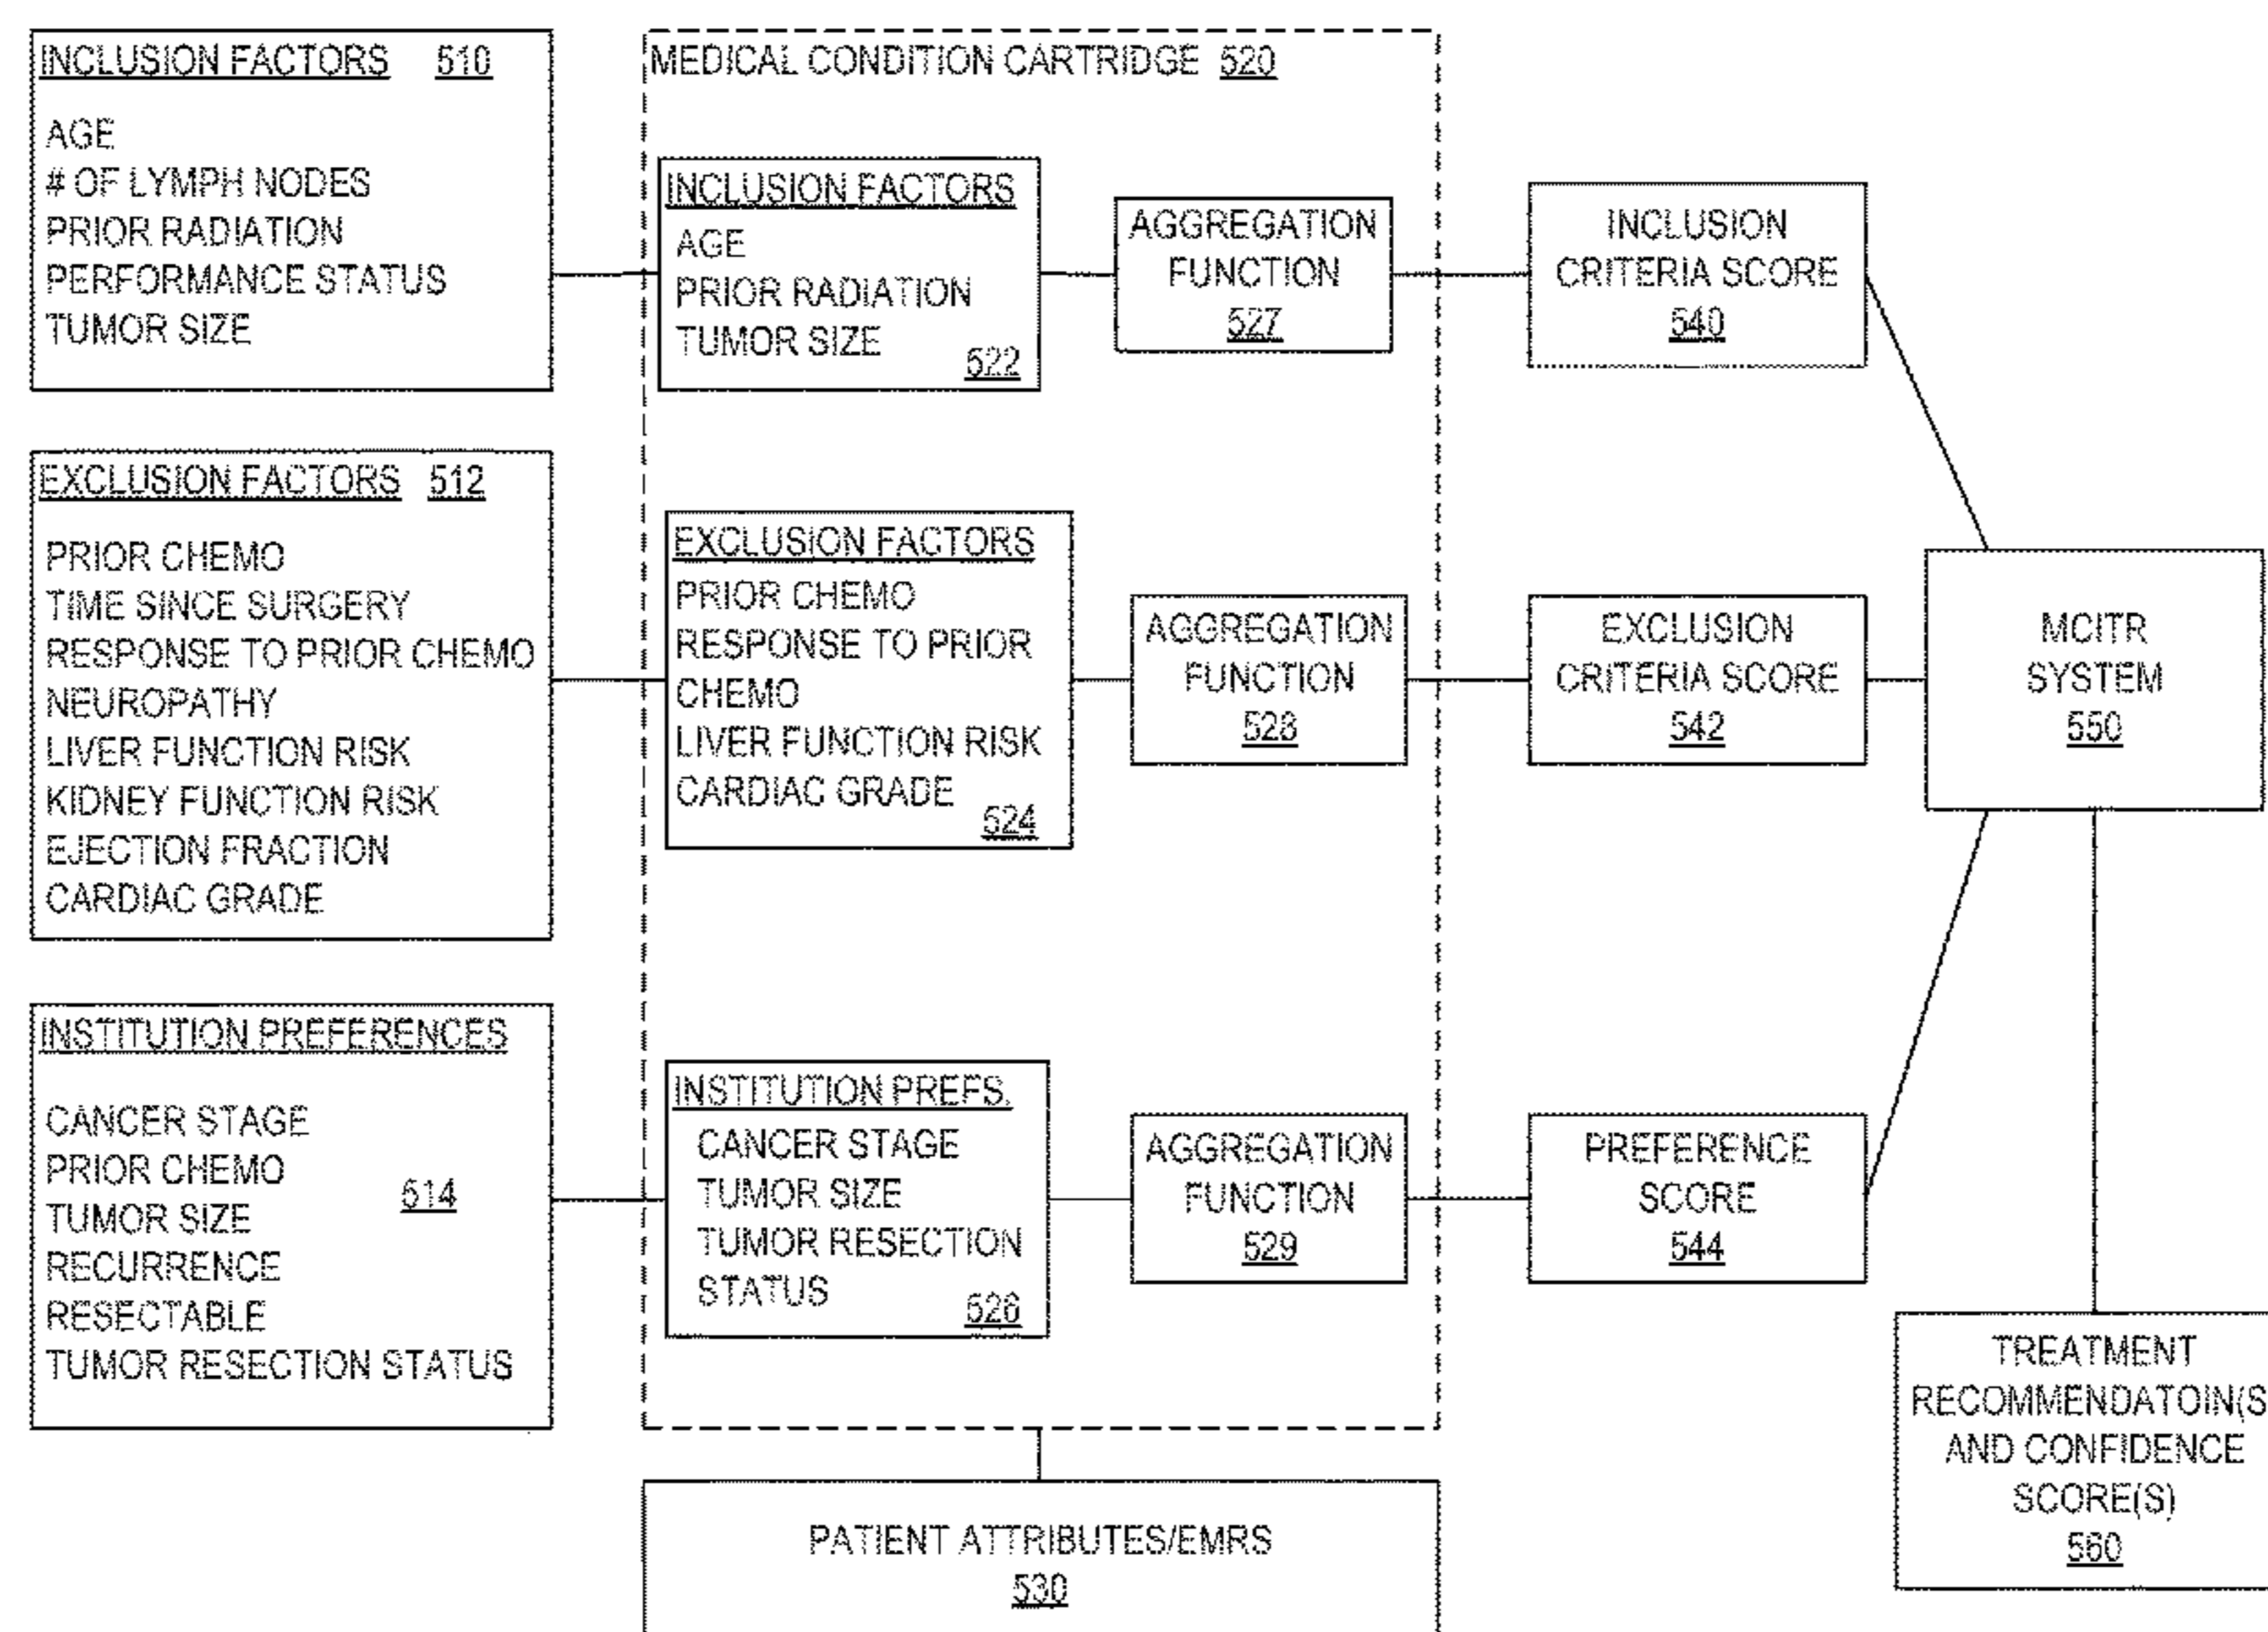 INCLUSION FACTORS 510
AGE
# OF LYMPH NODES
PRIOR RADIATION
PERFORMANCE STATUS
TUMOR SIZE
EXCLUSION FACTORS 512
PRIOR CHEMO
TIME SINCE SURGERY
RESPONSE TO PRIOR CHEMO
NEUROPATHY
LIVER FUNCTION RISK
KIDNEY FUNCTION RISK
EJECTION FRACTION
CARDIAC GRADE
INSTITUTION PREFERENCES
CANCER STAGE
PRIOR CHEMO
514
TUMOR SIZE
RECURRENCE
RESECTABLE
TUMOR RESECTION STATUS
MEDICAL CONDITION CARTRIDGE 520
INCLUSION FACTORS
AGE
PRIOR RADIATION
TUMOR SIZE
522
AGGREGATION
FUNCTION
527
EXCLUSION FACTORS
PRIOR CHEMO
RESPONSE TO PRIOR
CHEMO
LIVER FUNCTION RISK
CARDIAC GRADE
524
AGGREGATION
FUNCTION
528
INSTITUTION PREFS.
CANCER STAGE
TUMOR SIZE
TUMOR RESECTION
STATUS
526
AGGREGATION
FUNCTION
529
PATIENT ATTRIBUTES/EMRS
530
INCLUSION
CRITERIA SCORE
540
EXCLUSION
CRITERIA SCORE
542
PREFERENCE
SCORE
544
MCITR
SYSTEM
550
TREATMENT
RECOMMENDATOIN(S
AND CONFIDENCE
SCORE(S)
560